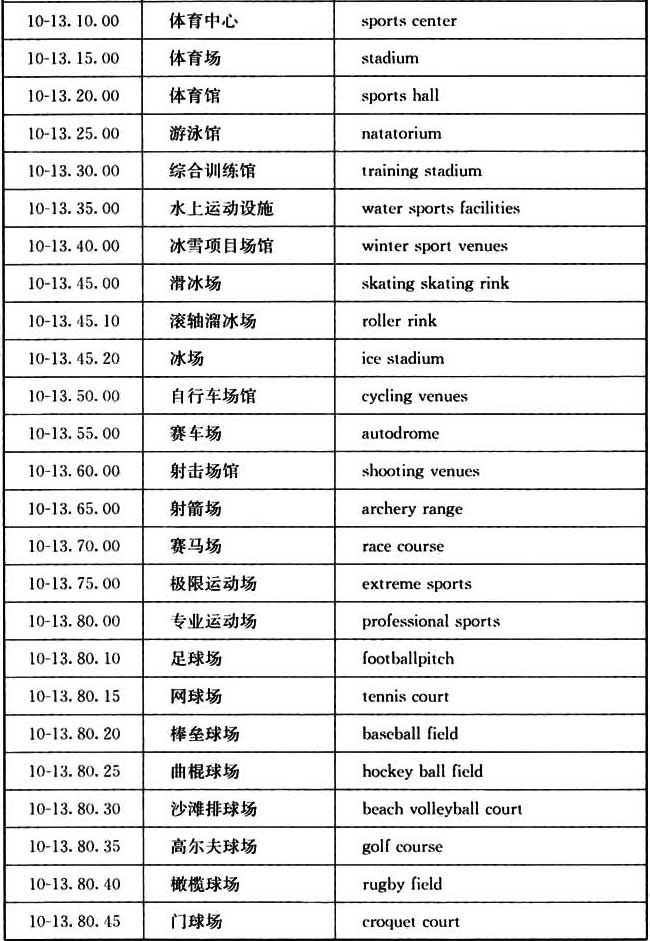 10-13.10.00 体育中心 sports center
10-13.15.00 体育场 stadium
10-13.20.00 体育馆 sports hall
10-13.25.00 游泳馆 natatorium
10-13.30.00 综合训练馆 training stadium
10-13.35.00 水上运动设施 water sports facilities
10-13.40.00 冰雪项目场馆 winter sport venues
10-13.45.00 滑冰场 skating skating rink
10-13.45.10 滚轴溜冰场 roller rink
10-13.45.20 冰场 ice stadium
10-13.50.00 自行车场馆 cycling venues
10-13.55.00 赛车场 autodrome
10-13.60.00 射击场馆 shooting venues
10-13.65.00 射箭场 archery range
10-13.70.00 赛马场 race course
10-13.75.00 极限运动场 extreme sports
10-13.80.00 专业运动场 professional sports
10-13.80.10 足球场 footballpitch
10-13.80.15 网球场 tennis court
10-13.80.20 棒垒球场 baseball field
10-13.80.25 曲棍球场 hockey ball field
10-13.80.30 沙滩排球场 beach volleyball court
10-13.80.35 高尔夫球场 golf course
10-13.80.40 橄榄球场 rugby field
10-13.80.45 门球场 croquet court